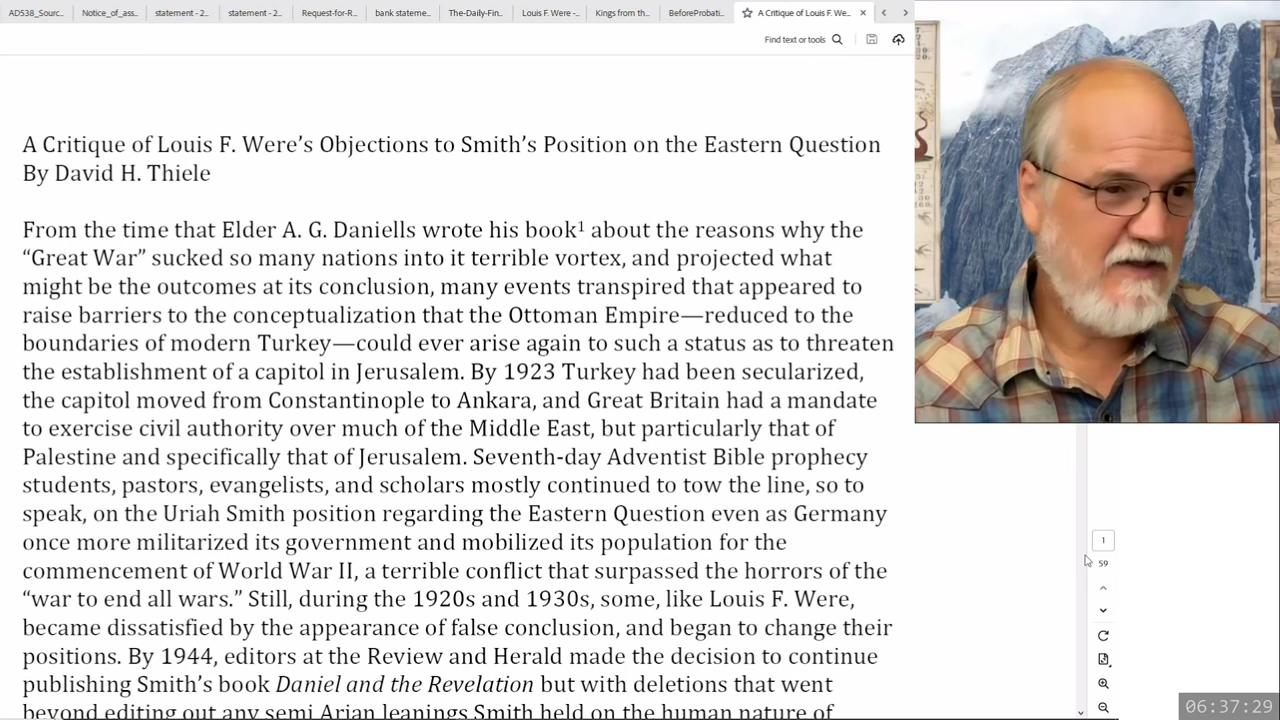 AD538_Sourc...
Notice_of_ass...
statement - 2...
statement - 2...
Request-for-R...
bank stateme...
The-Daily-Fin...
Louis F. Were -...
Kings from th...
BeforeProbati...
A Critique of Louis F. We...
Find text or tools
A Critique of Louis F. Were's Objections to Smith's Position on the Eastern Question
By David H. Thiele
From the time that Elder A. G. Daniells wrote his book¹ about the reasons why the
“Great War” sucked so many nations into it terrible vortex, and projected what
might be the outcomes at its conclusion, many events transpired that appeared to
raise barriers to the conceptualization that the Ottoman Empire—reduced to the
boundaries of modern Turkey—could ever arise again to such a status as to threaten
the establishment of a capitol in Jerusalem. By 1923 Turkey had been secularized,
the capitol moved from Constantinople to Ankara, and Great Britain had a mandate
to exercise civil authority over much of the Middle East, but particularly that of
Palestine and specifically that of Jerusalem. Seventh-day Adventist Bible prophecy
students, pastors, evangelists, and scholars mostly continued to tow the line, so to
speak, on the Uriah Smith position regarding the Eastern Question even as Germany
once more militarized its government and mobilized its population for the
commencement of World War II, a terrible conflict that surpassed the horrors of the
“war to end all wars.” Still, during the 1920s and 1930s, some, like Louis F. Were,
became dissatisfied by the appearance of false conclusion, and began to change their
positions. By 1944, editors at the Review and Herald made the decision to continue
publishing Smith's book Daniel and the Revelation but with deletions that went
beyond editing out any semi Arian leanings Smith held on the human nature of
1
59
06:37:29